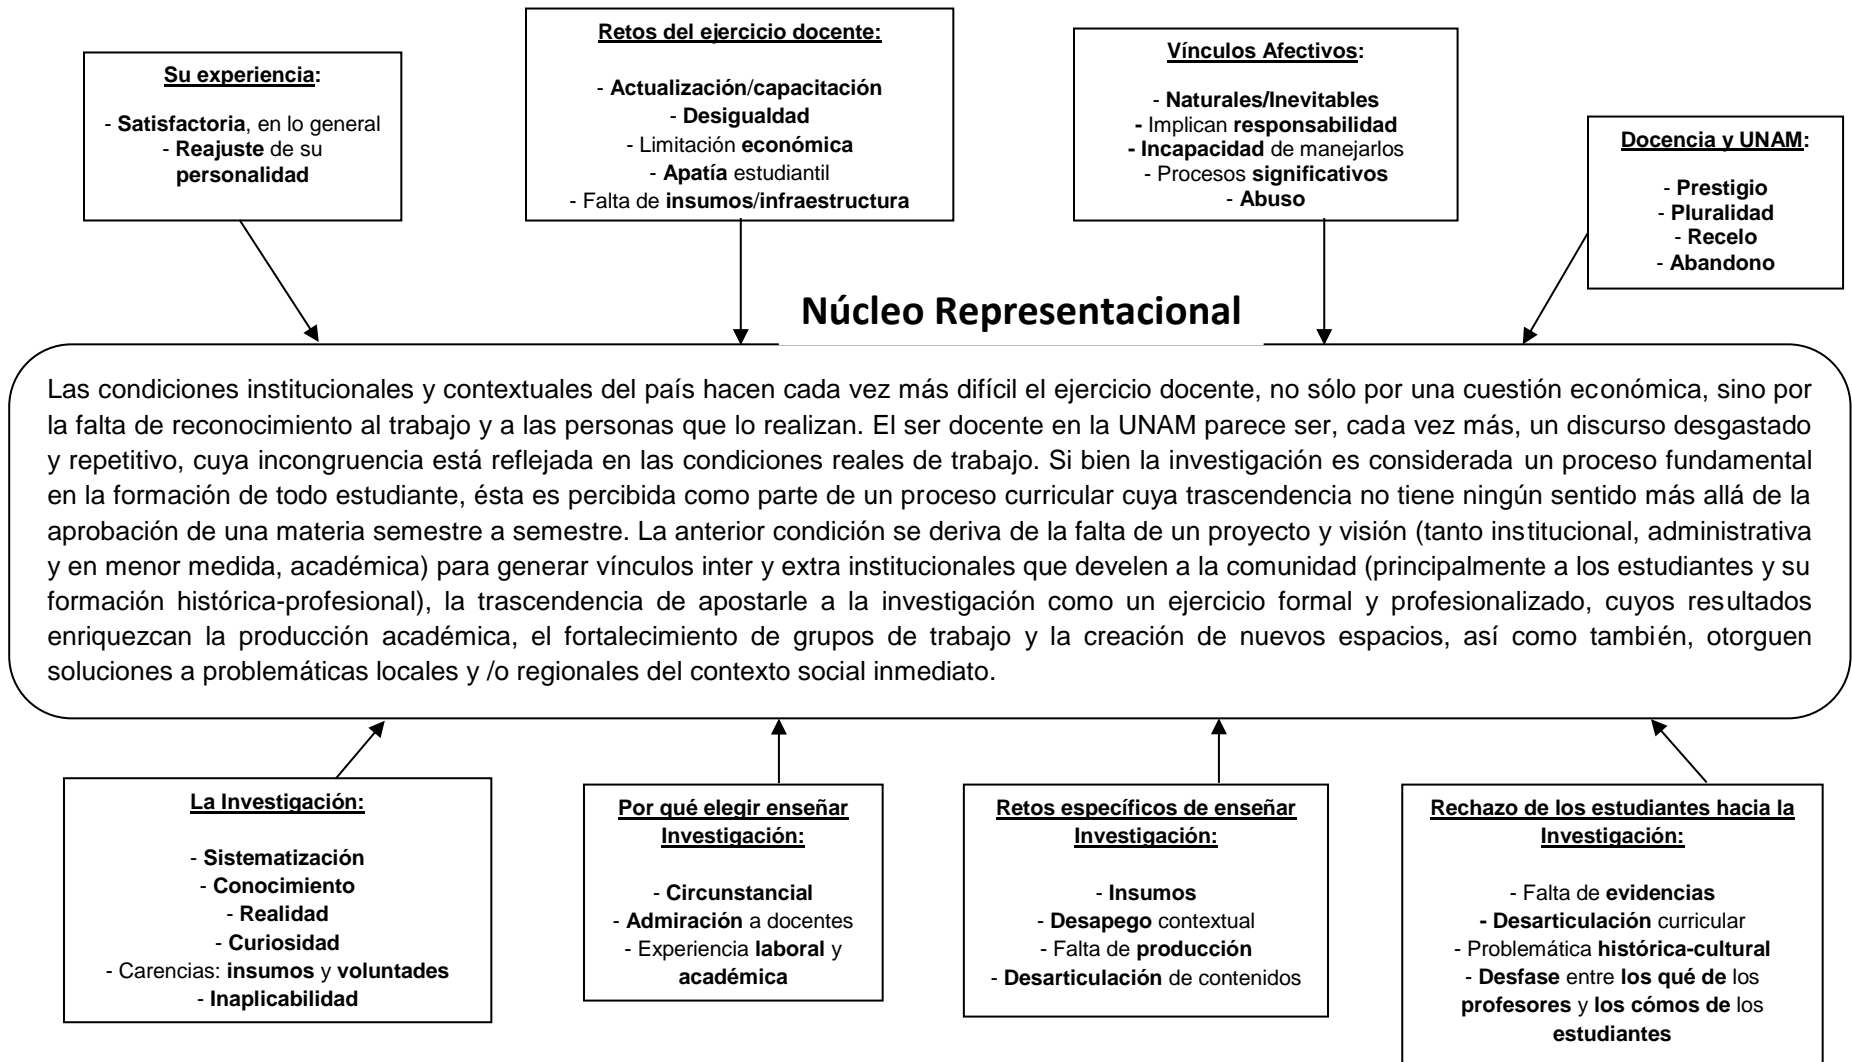 Su experiencia:
- Satisfactoria, en lo general
- Reajuste de su
personalidad
Retos del ejercicio docente:
- Actualización/capacitación
- Desigualdad
- Limitación económica
- Apatía estudiantil
- Falta de insumos/infraestructura
Vínculos Afectivos:
- Naturales/Inevitables
- Implican responsabilidad
- Incapacidad de manejarlos
- Procesos significativos
- Abuso
Docencia y UNAM:
- Prestigio
- Pluralidad
- Recelo
- Abandono
Núcleo Representacional
Las condiciones institucionales y contextuales del país hacen cada vez más difícil el ejercicio docente, no sólo por una cuestión económica, sino por
la falta de reconocimiento al trabajo y a las personas que lo realizan. El ser docente en la UNAM parece ser, cada vez más, un discurso desgastado
y repetitivo, cuya incongruencia está reflejada en las condiciones reales de trabajo. Si bien la investigación es considerada un proceso fundamental
en la formación de todo estudiante, ésta es percibida como parte de un proceso curricular cuya trascendencia no tiene ningún sentido más allá de la
aprobación de una materia semestre a semestre. La anterior condición se deriva de la falta de un proyecto y visión (tanto institucional, administrativa
y en menor medida, académica) para generar vínculos inter y extra institucionales que develen a la comunidad (principalmente a los estudiantes y su
formación histórica-profesional), la trascendencia de apostarle a la investigación como un ejercicio formal y profesionalizado, cuyos resultados
enriquezcan la producción académica, el fortalecimiento de grupos de trabajo y la creación de nuevos espacios, así como también, otorguen
soluciones a problemáticas locales y /o regionales del contexto social inmediato.
La Investigación:
- Sistematización
- Conocimiento
- Realidad
- Curiosidad
- Carencias: insumos y voluntades
- Inaplicabilidad
Por qué elegir enseñar
Investigación:
- Circunstancial
- Admiración a docentes
- Experiencia laboral y
académica
Retos específicos de enseñar
Investigación:
- Insumos
- Desapego contextual
- Falta de producción
- Desarticulación de contenidos
Rechazo de los estudiantes hacia la
Investigación:
- Falta de evidencias
- Desarticulación curricular
- Problemática histórica-cultural
- Desfase entre los qué de los
profesores y los cómos de los
estudiantes